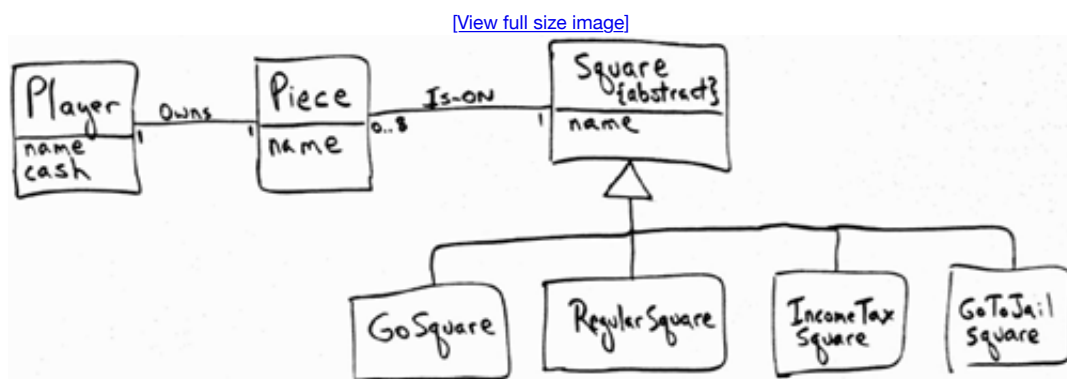 [View full size image]
Player
name
cash
Owns
1
1
Piece
name
Is-ON
0..8
1
Square
{abstract}
name
GoSquare
RegularSquare
IncomeTax
Square
GoToJail
Square